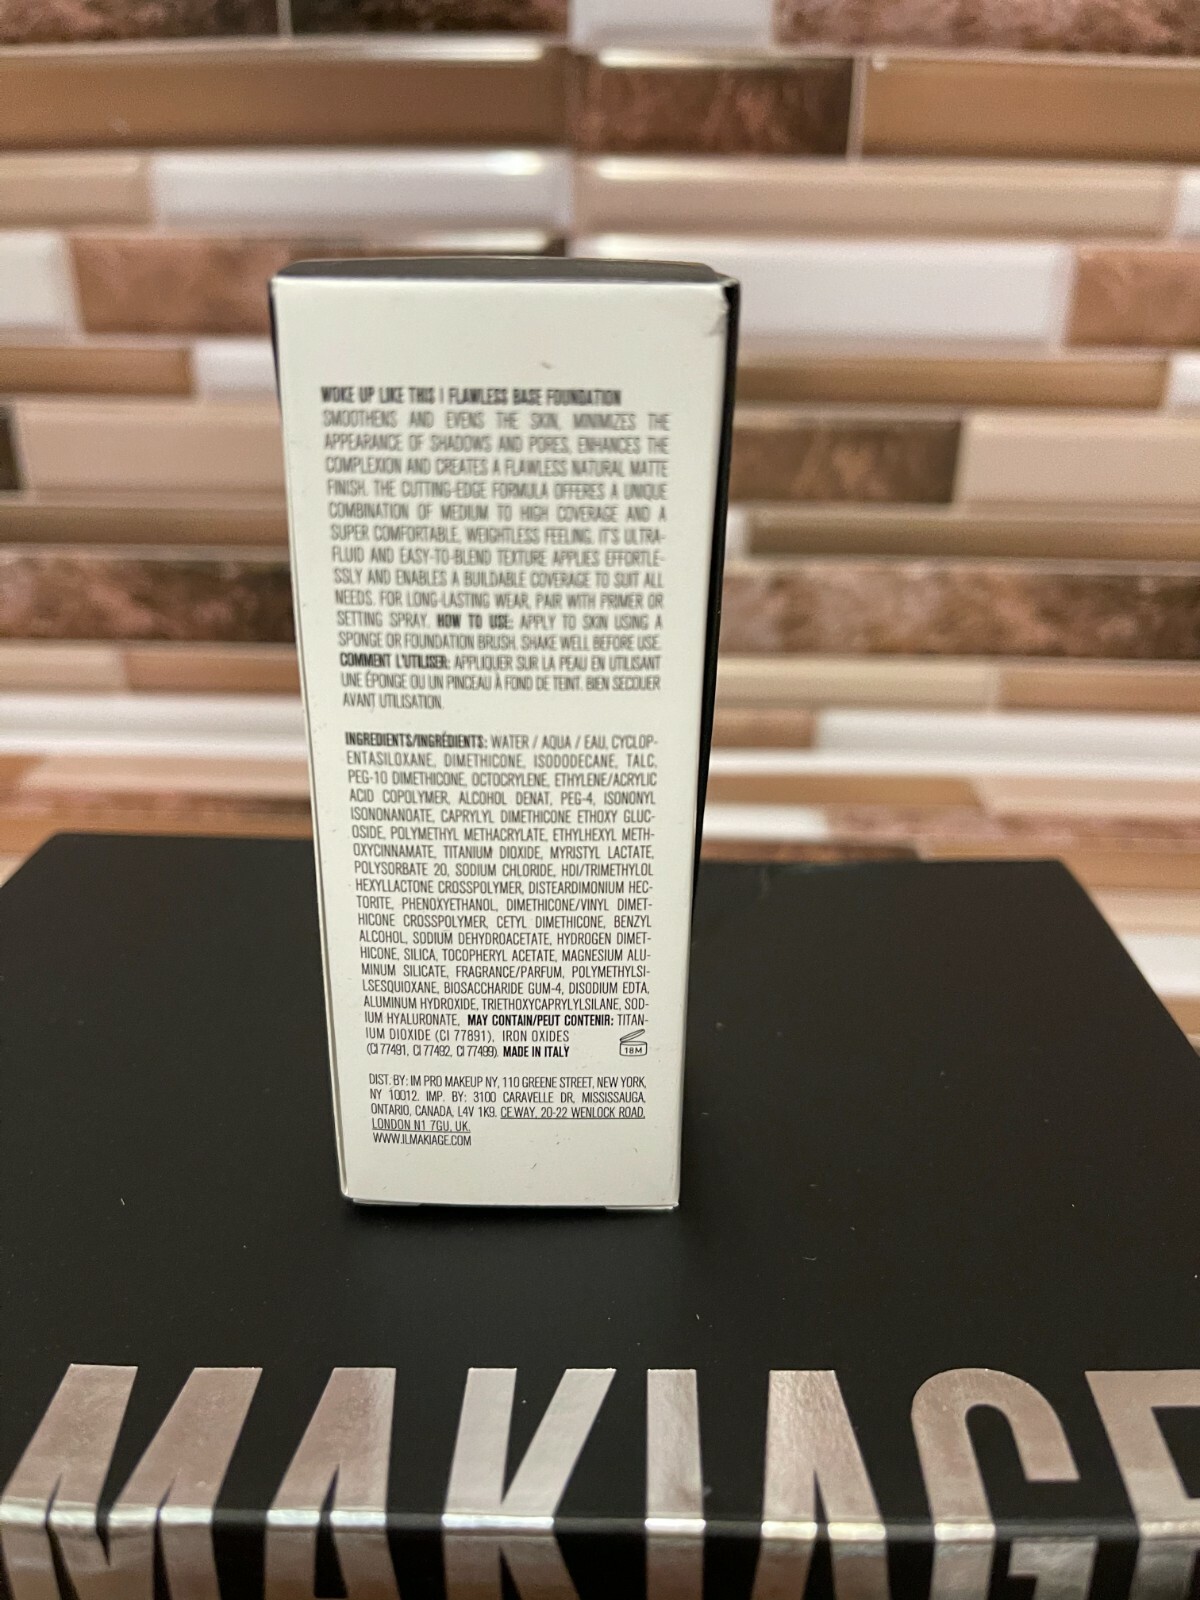 WOKE UP LIKE THIS | FLAWLESS BASE FOUNDATION
SMOOTHENS AND EVENS THE SKIN, MINIMIZES THE
APPEARANCE OF SHADOWS AND PORES, ENHANCES THE
COMPLEXION AND CREATES A FLAWLESS NATURAL MATTE
FINISH. THE CUTTING-EDGE FORMULA OFFERES A UNIQUE
COMBINATION OF MEDIUM TO HIGH COVERAGE AND A
SUPER COMFORTABLE, WEIGHTLESS FEELING. IT'S ULTRA-
FLUID AND EASY-TO-BLEND TEXTURE APPLIES EFFORTLE-
SSLY AND ENABLES A BUILDABLE COVERAGE TO SUIT ALL
NEEDS. FOR LONG-LASTING WEAR, PAIR WITH PRIMER OR
SETTING SPRAY. HOW TO USE: APPLY TO SKIN USING A
SPONGE OR FOUNDATION BRUSH. SHAKE WELL BEFORE USE.
COMMENT L'UTILISER: APPLIQUER SUR LA PEAU EN UTILISANT
UNE ÉPONGE OU UN PINCEAU À FOND DE TEINT. BIEN SECOUER
AVANT UTILISATION.
INGREDIENTS/INGRÉDIENTS: WATER / AQUA / EAU, CYCLOP-
ENTASILOXANE, DIMETHICONE, ISODODECANE, TALC,
PEG-10 DIMETHICONE, OCTOCRYLENE, ETHYLENE/ACRYLIC
ACID COPOLYMER, ALCOHOL DENAT, PEG-4, ISONONYL
ISONONANOATE, CAPRYLYL DIMETHICONE ETHOXY GLUC-
OSIDE, POLYMETHYL METHACRYLATE, ETHYLHEXYL METH-
OXYCINNAMATE, TITANIUM DIOXIDE, MYRISTYL LACTATE,
POLYSORBATE 20, SODIUM CHLORIDE, HDI/TRIMETHYLOL
HEXYLLACTONE CROSSPOLYMER, DISTEARDIMONIUM HEC-
TORITE, PHENOXYETHANOL, DIMETHICONE/VINYL DIMET-
HICONE CROSSPOLYMER, CETYL DIMETHICONE, BENZYL
ALCOHOL, SODIUM DEHYDROACETATE, HYDROGEN DIMET-
HICONE, SILICA, TOCOPHERYL ACETATE, MAGNESIUM ALU-
MINUM SILICATE, FRAGRANCE/PARFUM, POLYMETHYLSI-
LSESQUIOXANE, BIOSACCHARIDE GUM-4, DISODIUM EDTA,
ALUMINUM HYDROXIDE, TRIETHOXYCAPRYLYLSILANE, SOD-
IUM HYALURONATE, MAY CONTAIN/PEUT CONTENIR: TITAN-
IUM DIOXIDE (CI 77891), IRON OXIDES
(CI 77491, CI 77492, CI 77499). MADE IN ITALY
18M
DIST. BY: IM PRO MAKEUP NY, 110 GREENE STREET, NEW YORK,
NY 10012. IMP. BY: 3100 CARAVELLE DR, MISSISSAUGA,
ONTARIO, CANADA, L4V 1K9. CE.WAY, 20-22 WENLOCK ROAD,
LONDON N1 7GU, UK.
WWW.ILMAKIAGE.COM
MAKIAGE